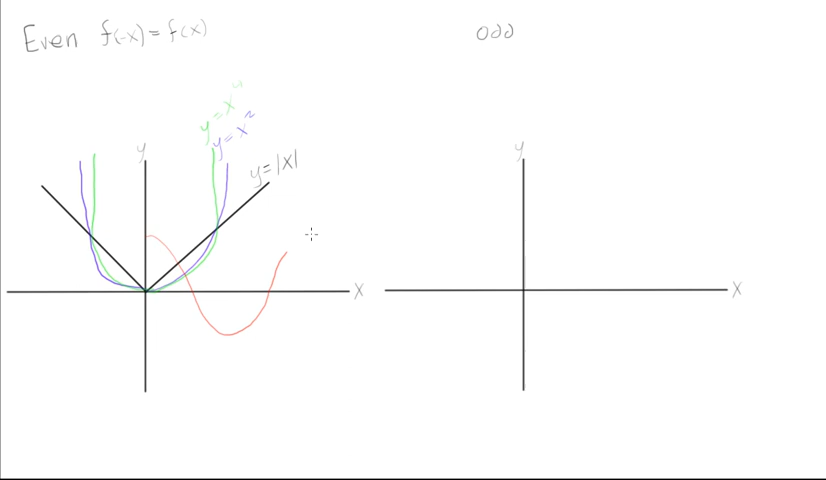 Even f(-x) = f(x)
odd
y = x⁴
y = x²
y = |x|
y
x
y
x